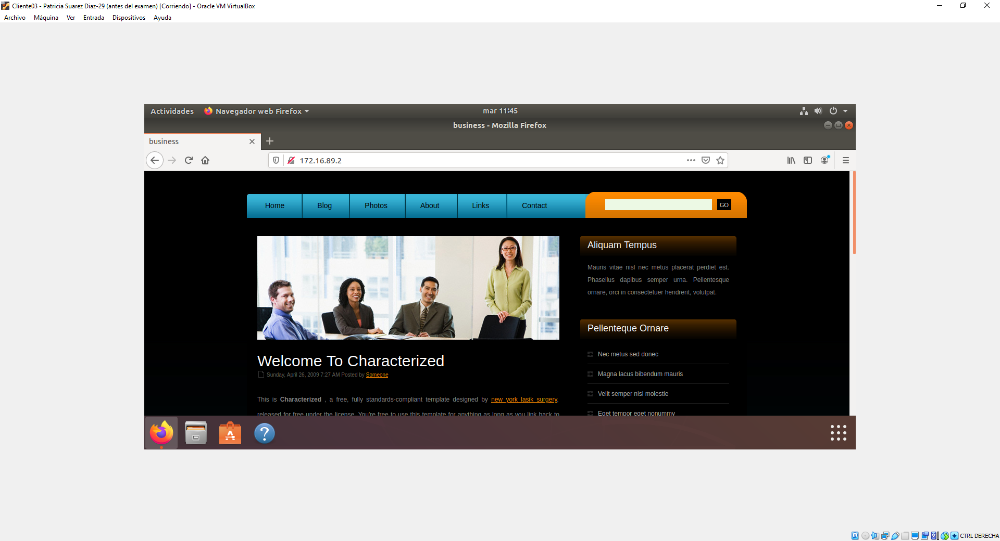 Cliente03 - Patricia Suarez Diaz-29 (antes del examen) [Corriendo] - Oracle VM VirtualBox
Archivo Máquina Ver Entrada Dispositivos Ayuda
Actividades Navegador web Firefox mar 11:45
business - Mozilla Firefox
business
172.16.89.2
Home Blog Photos About Links Contact GO
Aliquam Tempus
Mauris vitae nisl nec metus placerat perdiet est.
Phasellus dapibus semper urna. Pellentesque
ornare, orci in consectetuer hendrerit, volutpat.
Pellenteque Ornare
Nec metus sed donec
Magna lacus bibendum mauris
Velit semper nisi molestie
Eget tempor eget nonummy
Welcome To Characterized
Sunday, April 26, 2009 7:27 AM Posted by Someone
This is Characterized , a free, fully standards-compliant template designed by new york lasik surgery,
released for free under the license. You're free to use this template for anything as long as you link back to
CTRL DERECHA